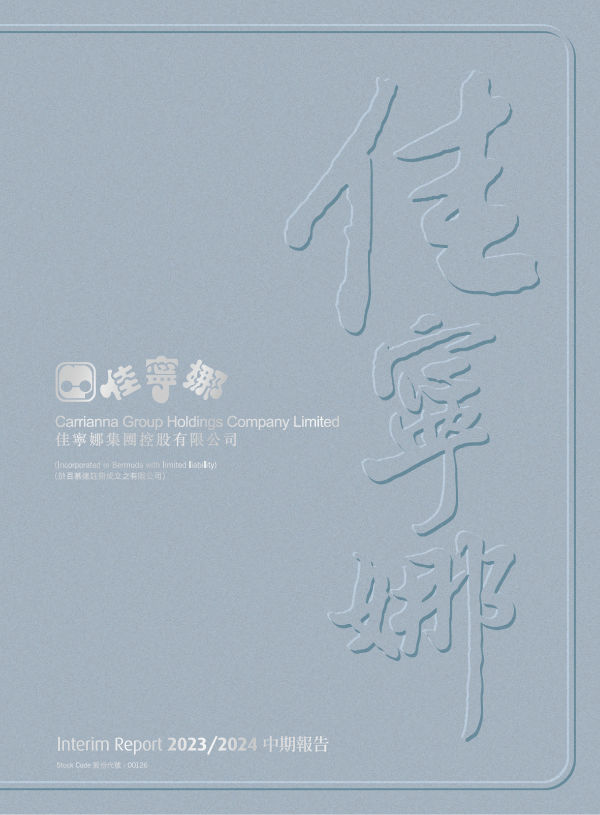 佳寧娜
佳寧娜
Carrianna Group Holdings Company Limited
佳寧娜集團控股有限公司
(Incorporated in Bermuda with limited liability)
(於百慕達註冊成立之有限公司)
Interim Report 2023/2024 中期報告
Stock Code 股份代號：00126